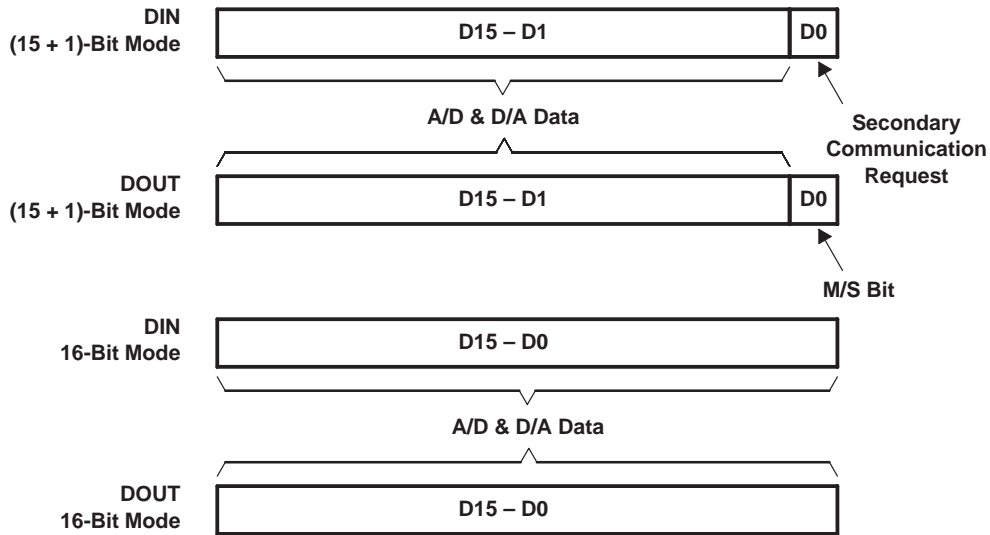 DIN
(15 + 1)-Bit Mode
D15 – D1
D0
A/D & D/A Data
Secondary
Communication
Request
DOUT
(15 + 1)-Bit Mode
D15 – D1
D0
M/S Bit
DIN
16-Bit Mode
D15 – D0
A/D & D/A Data
DOUT
16-Bit Mode
D15 – D0